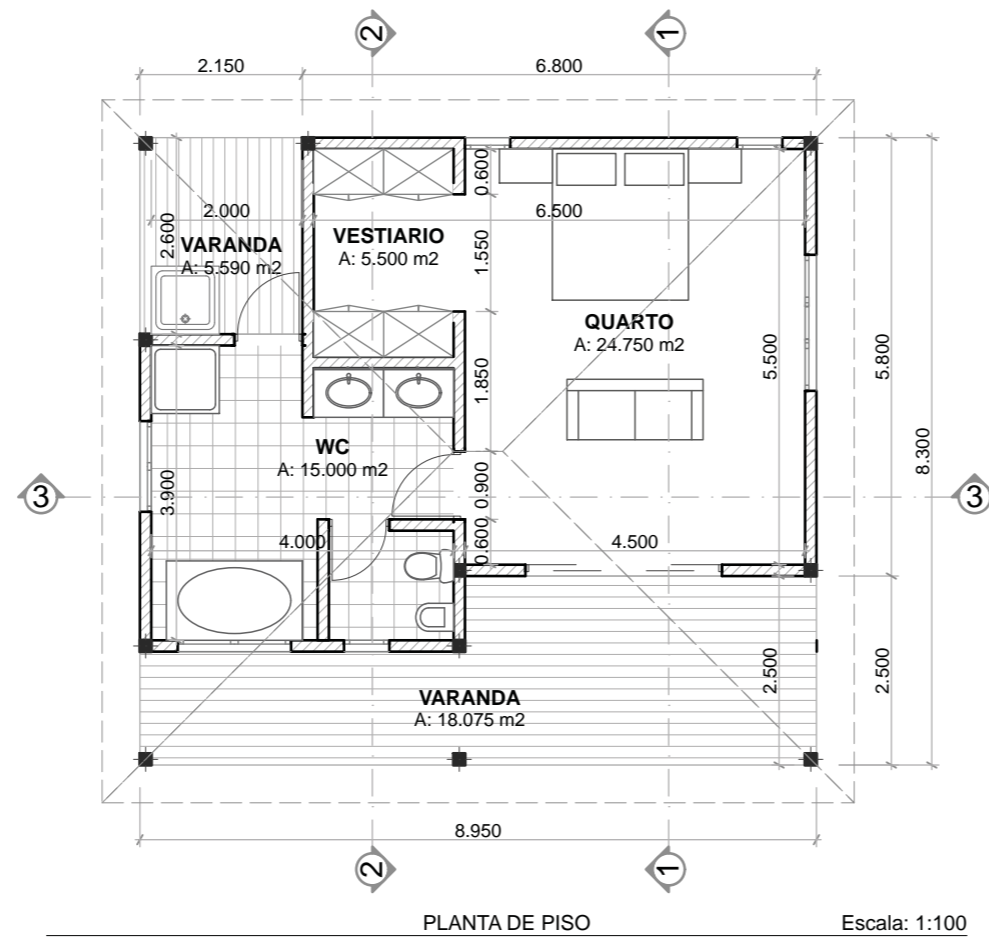 2
1
2.150
6.800
0.600
2.000
6.500
2.600
VARANDA
A: 5.590 m2
VESTIARIO
A: 5.500 m2
1.550
QUARTO
A: 24.750 m2
5.500
5.800
8.300
1.850
WC
A: 15.000 m2
3
3.900
0.900
3
4.000
0.600
4.500
VARANDA
A: 18.075 m2
2.500
2.500
8.950
2
1
PLANTA DE PISO
Escala: 1:100